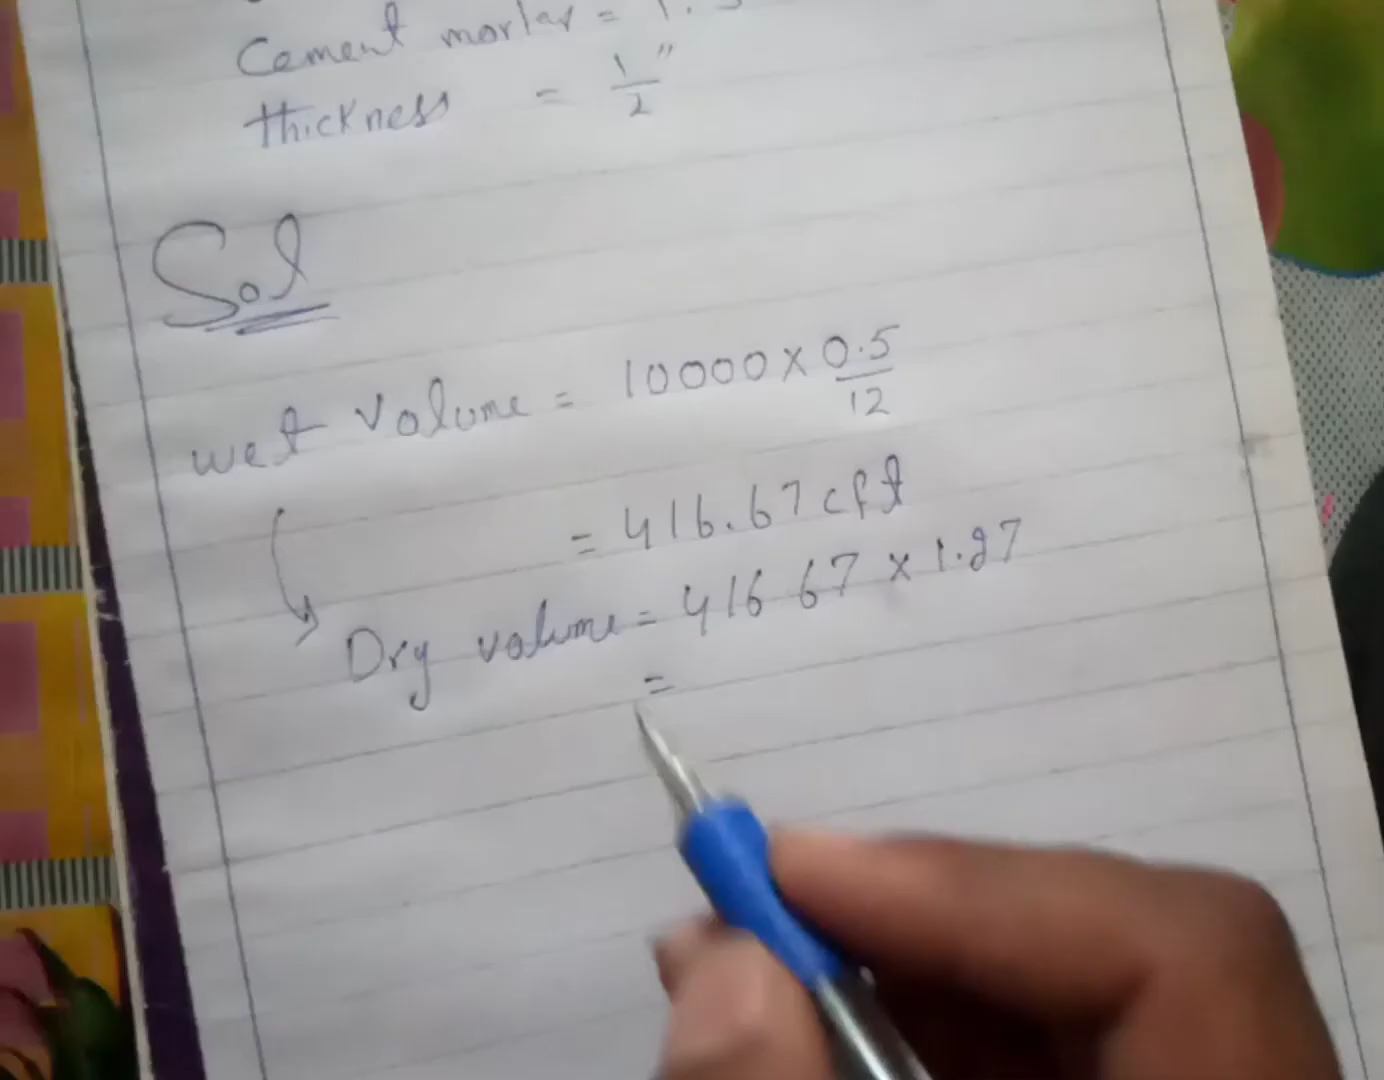 Cement mortar =
thickness = 1/2"
Sol
wet volume = 10000 x 0.5/12
= 416.67 cft
Dry volume = 416 67 x 1.27
=